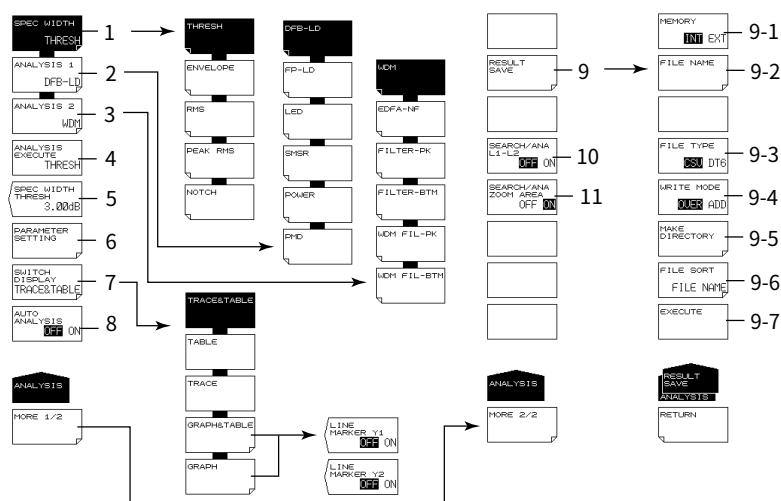 SPEC WIDTH
THRESH
1
ANALYSIS 1
DFB-LD
2
ANALYSIS 2
WDM
3
ANALYSIS
EXECUTE
THRESH
4
SPEC WIDTH
THRESH
3.00dB
5
PARAMETER
SETTING
6
SWITCH
DISPLAY
TRACE&TABLE
7
AUTO
ANALYSIS
OFF ON
8
ANALYSIS
MORE 1/2
THRESH
ENVELOPE
RMS
PEAK RMS
NOTCH
DFB-LD
FP-LD
LED
SMSR
POWER
PMD
WDM
EDFA-NF
FILTER-PK
FILTER-BTM
WDM FIL-PK
WDM FIL-BTM
TRACE&TABLE
TABLE
TRACE
GRAPH&TABLE
GRAPH
LINE
MARKER Y1
OFF ON
LINE
MARKER Y2
OFF ON
RESULT
SAVE
9
SEARCH/ANA
L1-L2
OFF ON
10
SEARCH/ANA
ZOOM AREA
OFF ON
11
ANALYSIS
MORE 2/2
MEMORY
INT EXT
9-1
FILE NAME
9-2
FILE TYPE
CSV DT6
9-3
WRITE MODE
OVER ADD
9-4
MAKE
DIRECTORY
9-5
FILE SORT
FILE NAME
9-6
EXECUTE
9-7
RESULT
SAVE
ANALYSIS
RETURN